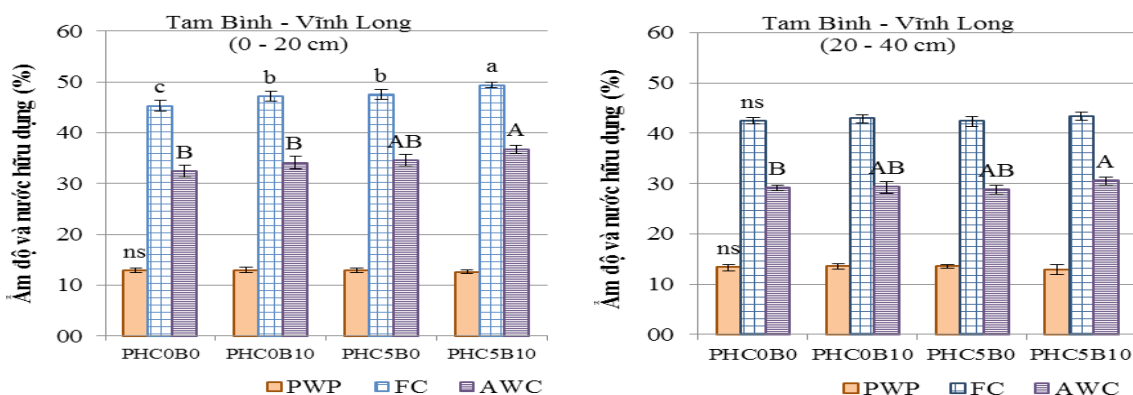 Tam Bình - Vĩnh Long
(0 - 20 cm)
Ẩm độ và nước hữu dụng (%)
60
50
40
30
20
10
00
c
b
b
a
B
B
AB
A
ns
PHC0B0
PHC0B10
PHC5B0
PHC5B10
PWP
FC
AWC
Tam Bình - Vĩnh Long
(20 - 40 cm)
Ẩm độ và nước hữu dụng (%)
60
50
40
30
20
10
00
ns
B
AB
AB
A
ns
PHC0B0
PHC0B10
PHC5B0
PHC5B10
PWP
FC
AWC